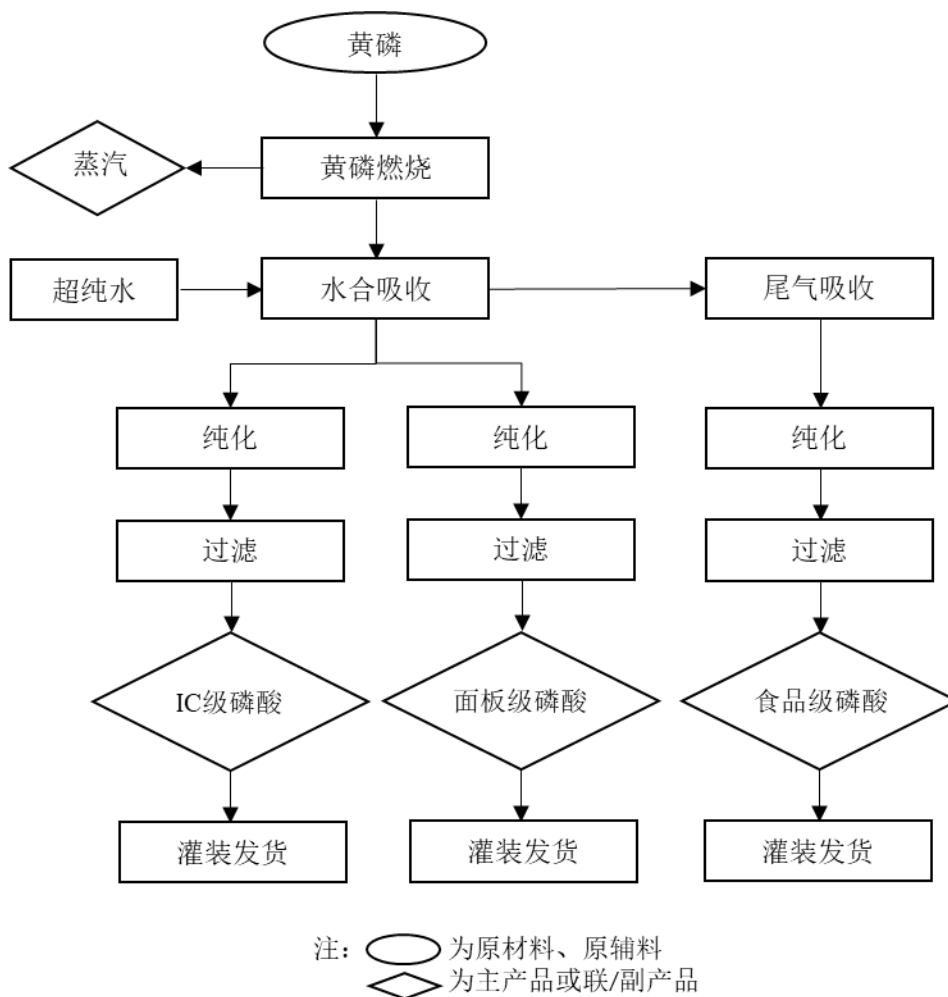 黄磷
蒸汽
黄磷燃烧
超纯水
水合吸收
尾气吸收
纯化
纯化
纯化
过滤
过滤
过滤
IC级磷酸
面板级磷酸
食品级磷酸
灌装发货
灌装发货
灌装发货
注： 为原材料、原辅料
为主产品或联/副产品